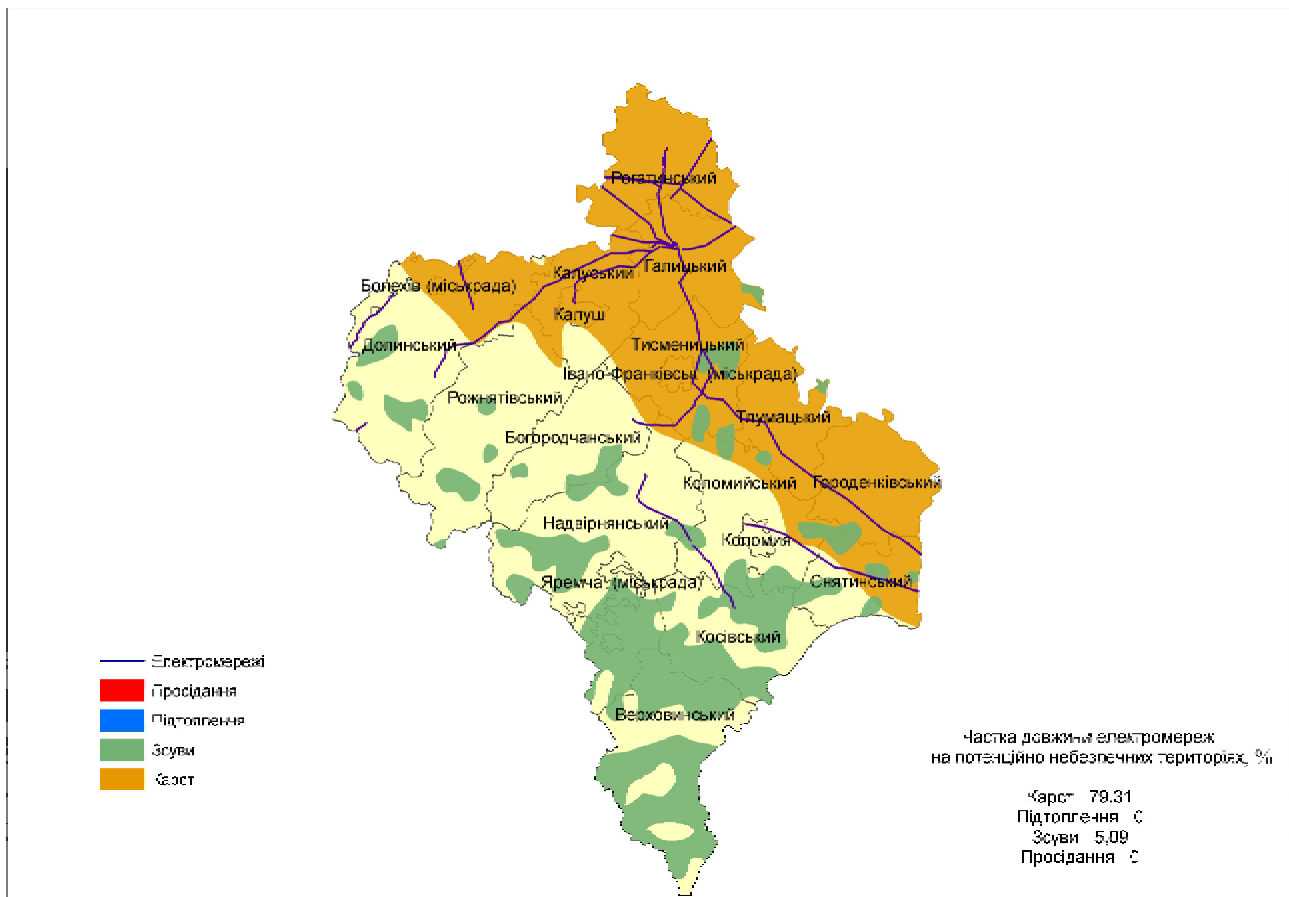 Рогатинський
Галицький
Калуський
Болехів (міськрада)
Калуш
Тисменицький
Долинський
Івано-Франківськ (міськрада)
Рожнятівський
Тлумацький
Богородчанський
Коломийський
Городенківський
Надвірнянський
Коломия
Яремча (міськрада)
Снятинський
Косівський
Верховинський
Електромережі
Просідання
Підтоплення
Зсуви
Карст
Частка довжини електромереж
на потенційно небезпечних територіях, %
Карст 79.31
Підтоплення 0
Зсуви 5,09
Просідання 0